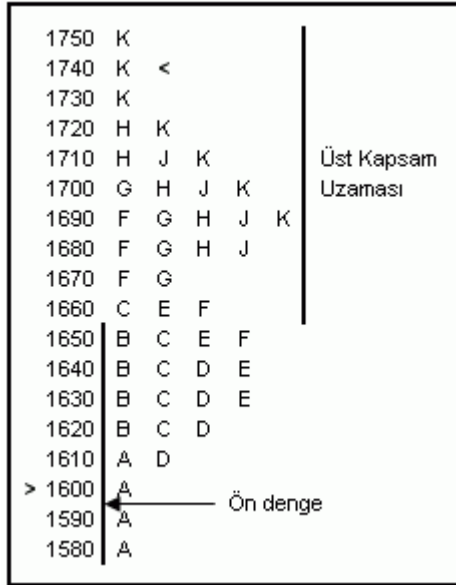 1750 K
1740 K <
1730 K
1720 H K
1710 H J K Üst Kapsam
1700 G H J K Uzaması
1690 F G H J K
1680 F G H J
1670 F G
1660 C E F
1650 B C E F
1640 B C D E
1630 B C D E
1620 B C D
1610 A D
> 1600 A
Ön denge
1590 A
1580 A